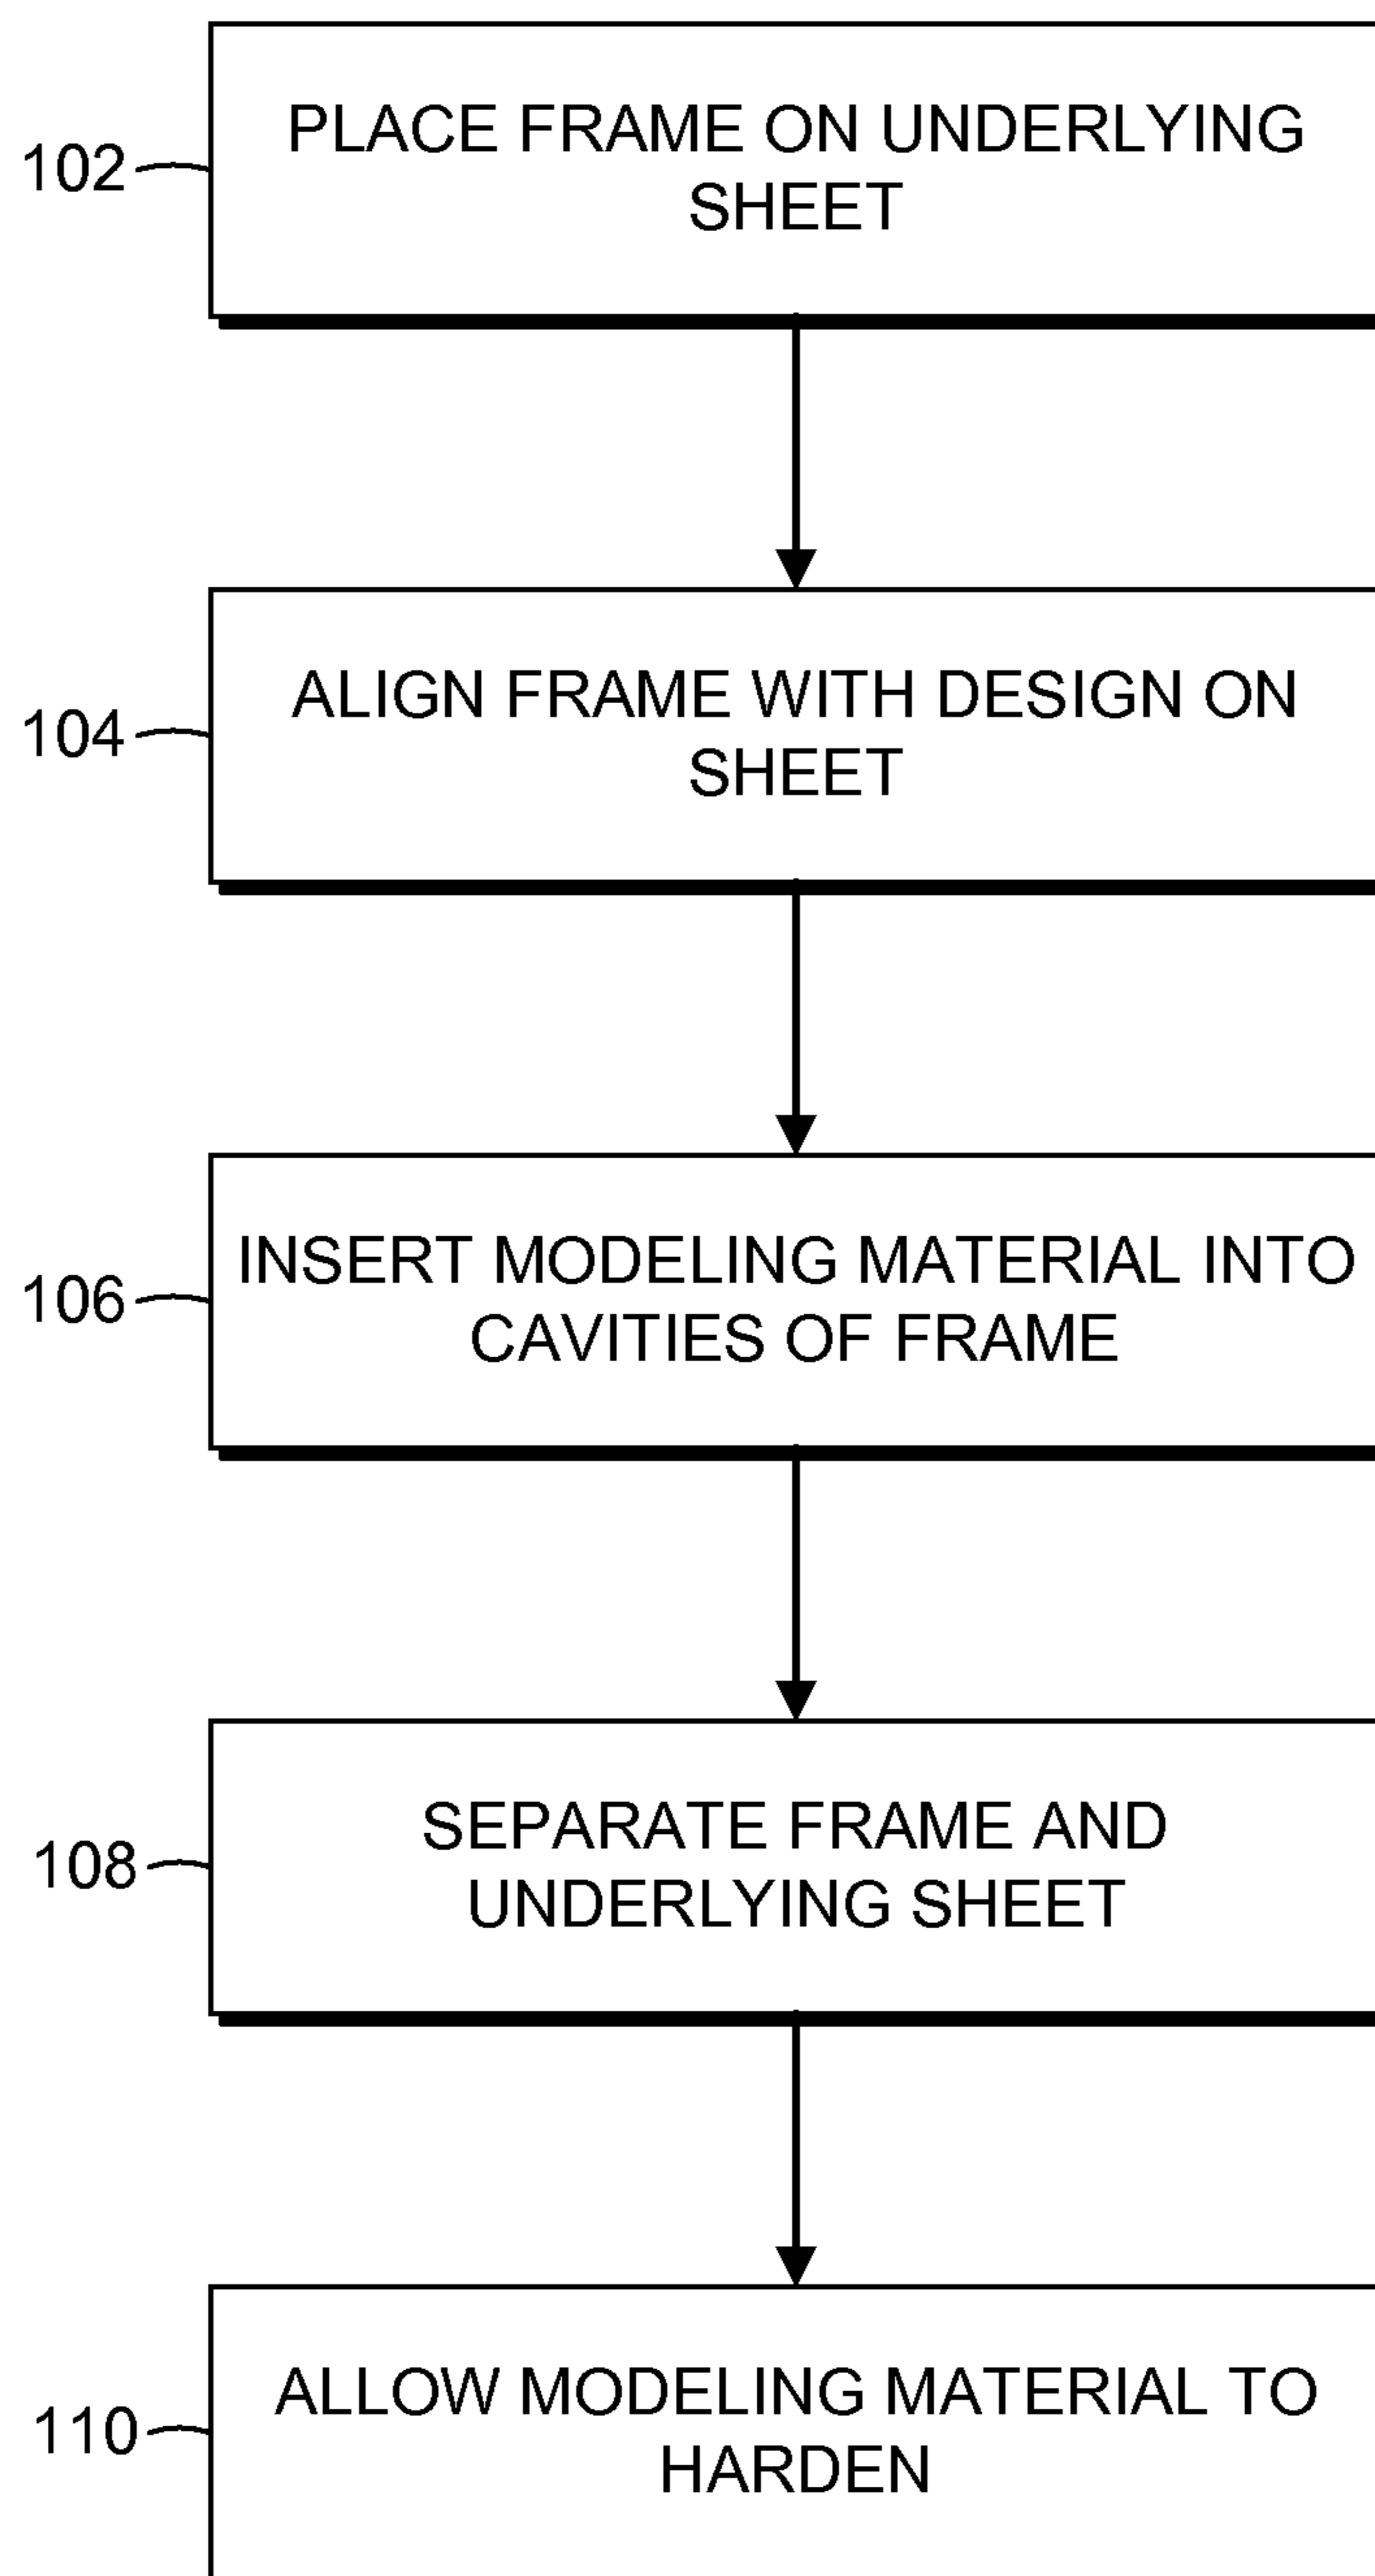 102
PLACE FRAME ON UNDERLYING
SHEET
104
ALIGN FRAME WITH DESIGN ON
SHEET
106
INSERT MODELING MATERIAL INTO
CAVITIES OF FRAME
108
SEPARATE FRAME AND
UNDERLYING SHEET
110
ALLOW MODELING MATERIAL TO
HARDEN